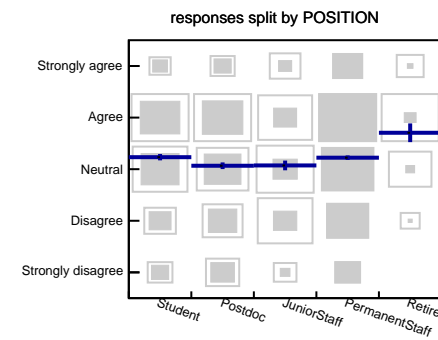 responses split by POSITION
Strongly agree
Agree
Neutral
Disagree
Strongly disagree
Student
Postdoc
JuniorStaff
PermanentStaff
Retire